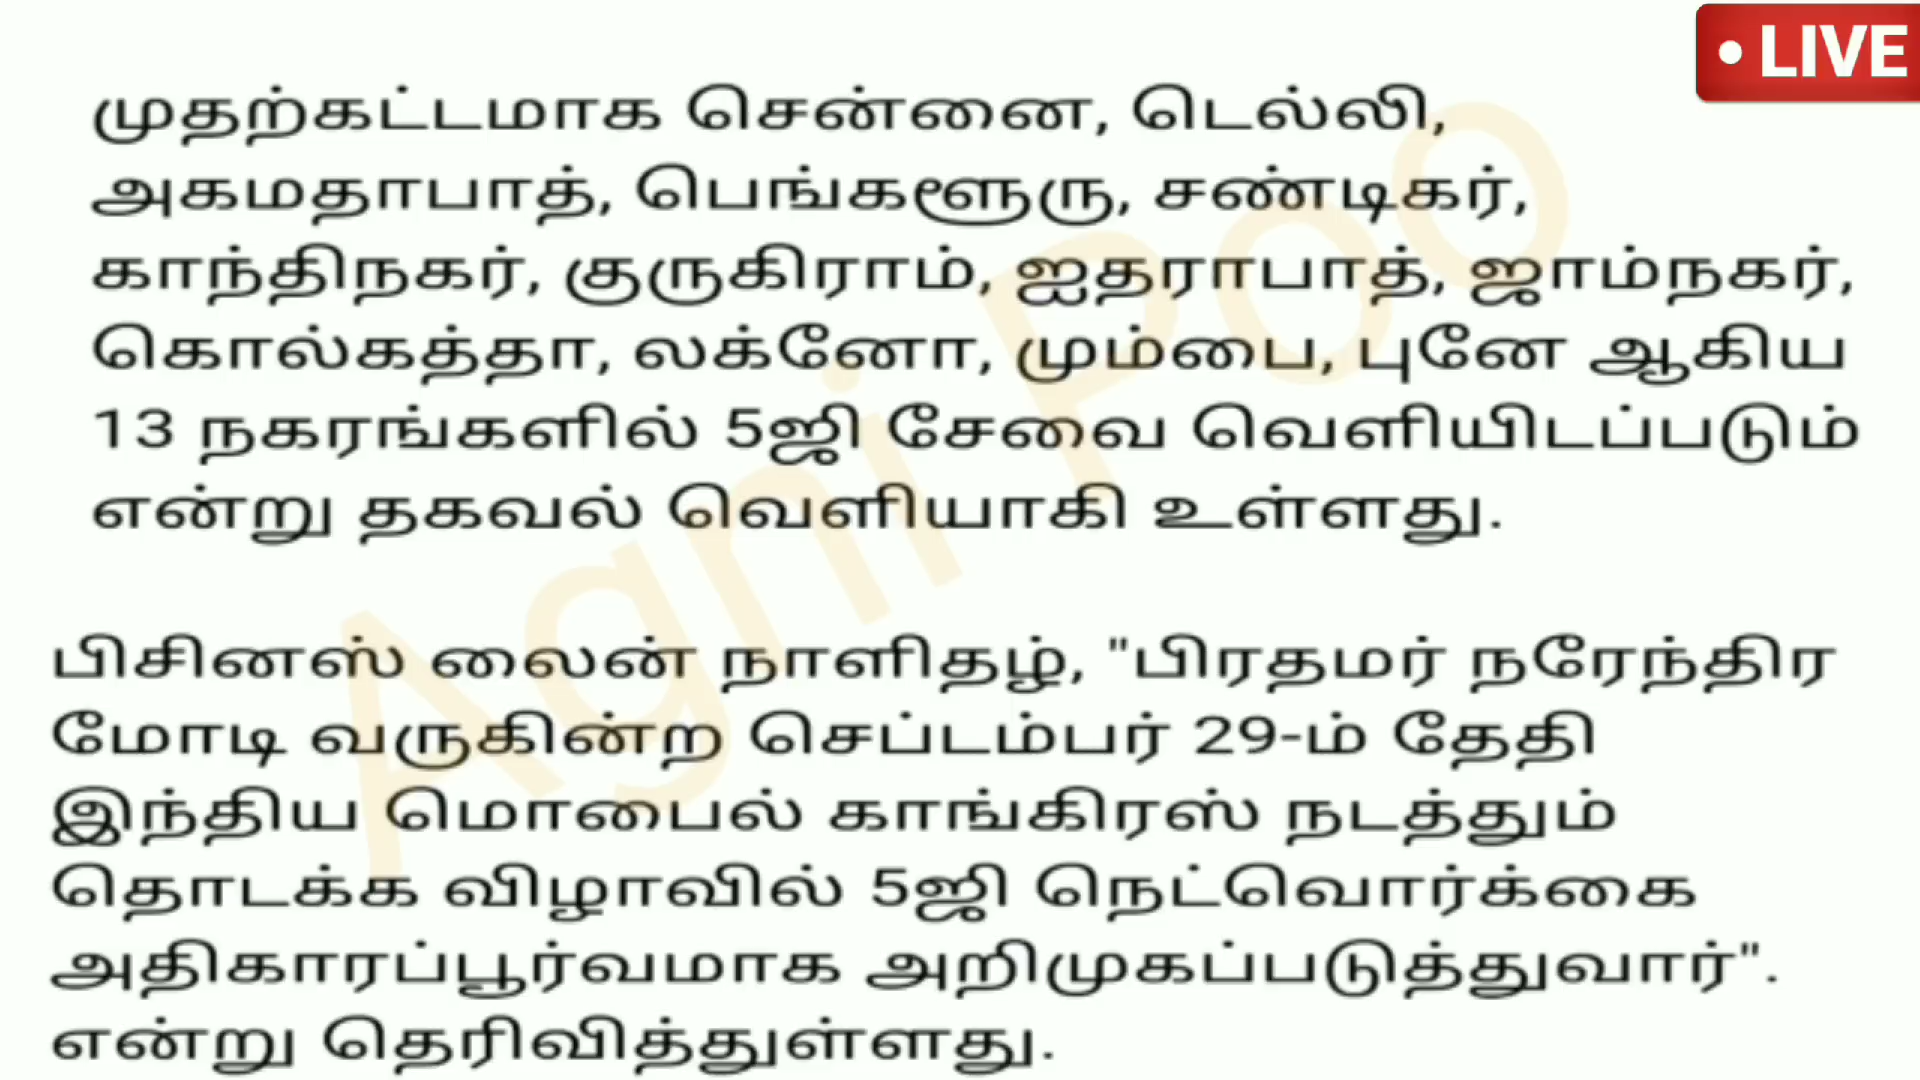 LIVE
முதற்கட்டமாக சென்னை, டெல்லி,
அகமதாபாத், பெங்களூரு, சண்டிகர்,
காந்திநகர், குருகிராம், ஐதராபாத், ஜாம்நகர்,
கொல்கத்தா, லக்னோ, மும்பை, புனே ஆகிய
13 நகரங்களில் 5ஜி சேவை வெளியிடப்படும்
என்று தகவல் வெளியாகி உள்ளது.
பிசினஸ் லைன் நாளிதழ், "பிரதமர் நரேந்திர
மோடி வருகின்ற செப்டம்பர் 29-ம் தேதி
இந்திய மொபைல் காங்கிரஸ் நடத்தும்
தொடக்க விழாவில் 5ஜி நெட்வொர்க்கை
அதிகாரப்பூர்வமாக அறிமுகப்படுத்துவார்".
என்று தெரிவித்துள்ளது.
Agni Poo